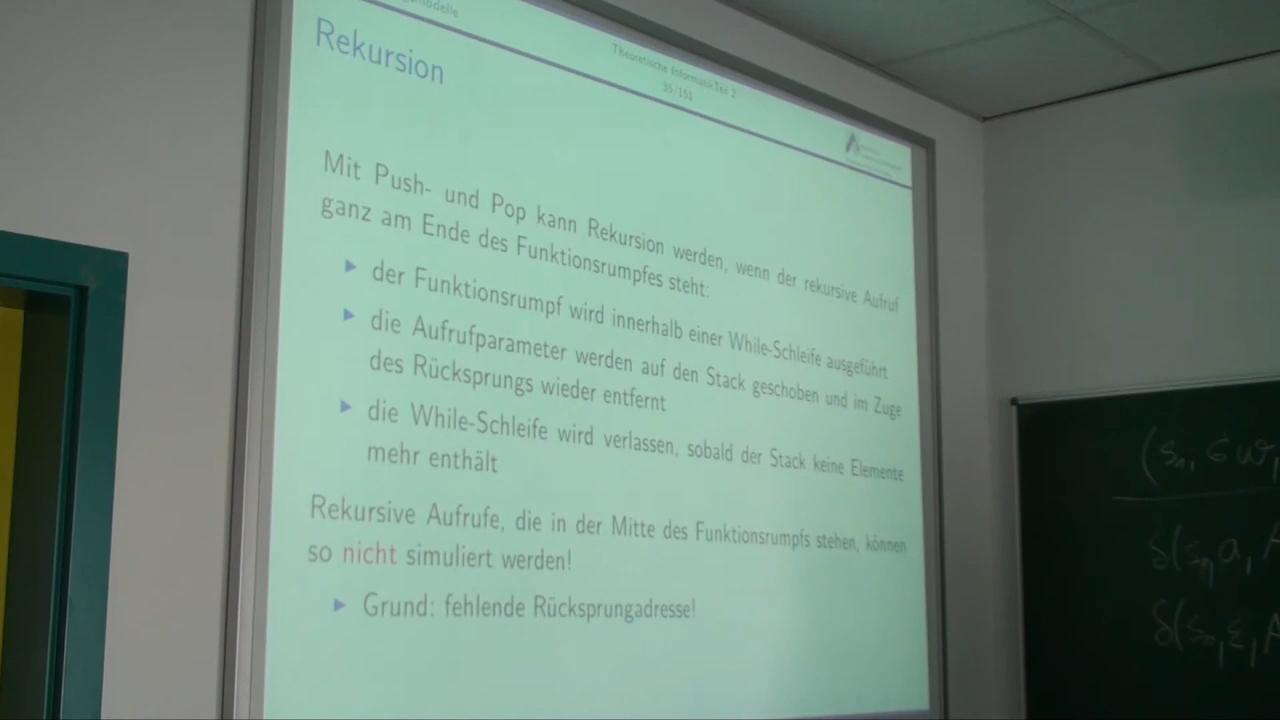 Theoretische Informatik Teil 2
35/151
Rekursion
Mit Push- und Pop kann Rekursion werden, wenn der rekursive Aufruf
ganz am Ende des Funktionsrumpfes steht:
der Funktionsrumpf wird innerhalb einer While-Schleife ausgeführt
die Aufrufparameter werden auf den Stack geschoben und im Zuge
des Rücksprungs wieder entfernt
die While-Schleife wird verlassen, sobald der Stack keine Elemente
mehr enthält
Rekursive Aufrufe, die in der Mitte des Funktionsrumpfs stehen, können
so nicht simuliert werden!
Grund: fehlende Rücksprungadresse!